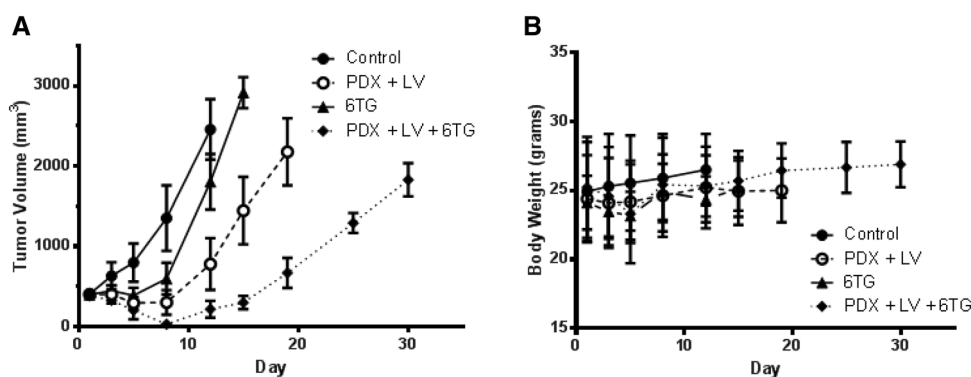 A
Tumor Volume (mm³)
3000
2000
1000
0
0
10
20
30
Day
Control
PDX + LV
6TG
PDX + LV + 6TG
B
Body Weight (grams)
35
30
25
20
15
0
10
20
30
Day
Control
PDX + LV
6TG
PDX + LV +6TG